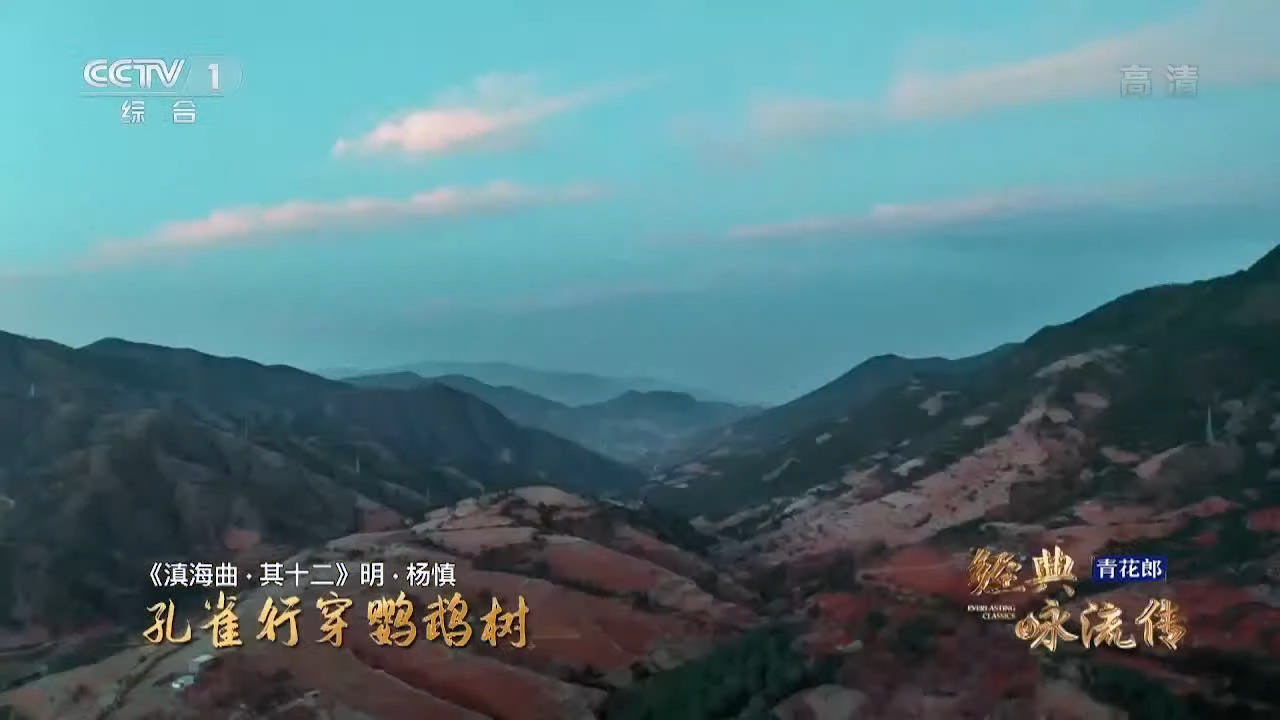 CCTV 1
综合
高清
《滇海曲·其十二》明·杨慎
孔雀行穿鹦鹉树
经典
青花郎
EVERLASTING
CLASSICS
咏流传